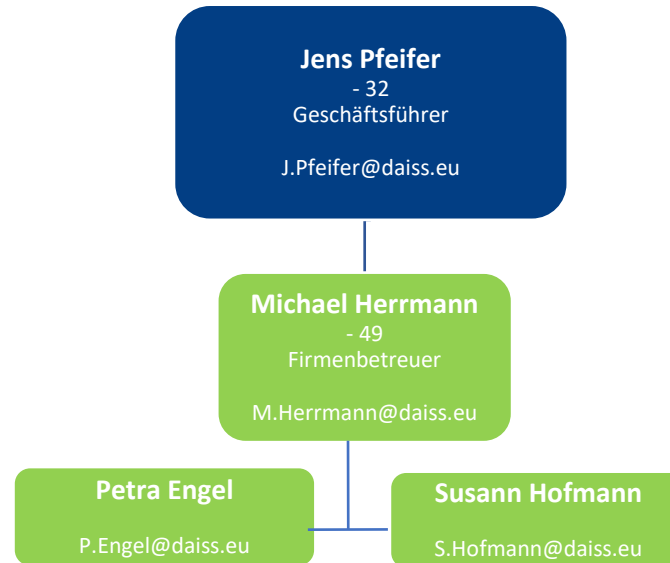 Jens Pfeifer
- 32
Geschäftsführer
J.Pfeifer@daiss.eu
Michael Herrmann
- 49
Firmenbetreuer
M.Herrmann@daiss.eu
Petra Engel
P.Engel@daiss.eu
Susann Hofmann
S.Hofmann@daiss.eu